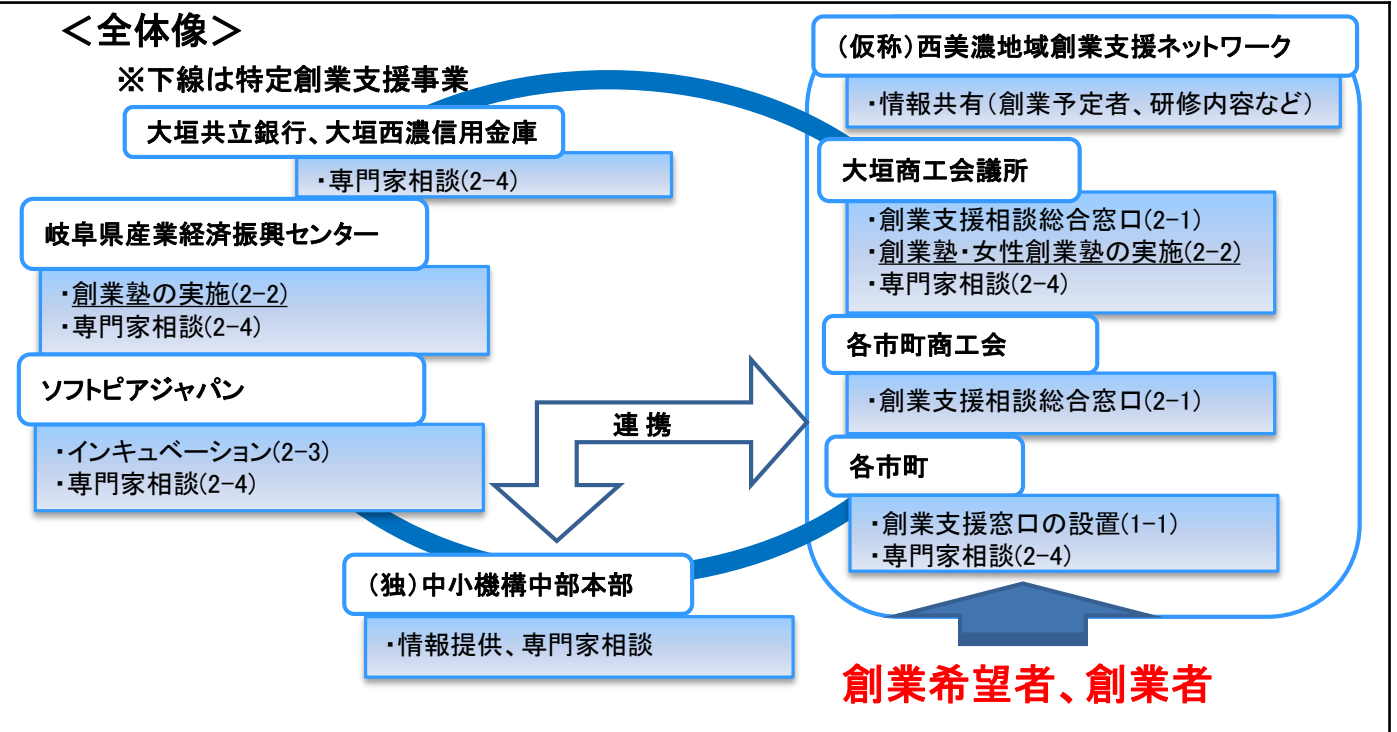 ＜全体像＞
※下線は特定創業支援事業
大垣共立銀行、大垣西濃信用金庫
・専門家相談(2-4)
岐阜県産業経済振興センター
・創業塾の実施(2-2)
・専門家相談(2-4)
ソフトピアジャパン
・インキュベーション(2-3)
・専門家相談(2-4)
連 携
（独）中小機構中部本部
・情報提供、専門家相談
（仮称）西美濃地域創業支援ネットワーク
・情報共有（創業予定者、研修内容など）
大垣商工会議所
・創業支援相談総合窓口(2-1)
・創業塾・女性創業塾の実施(2-2)
・専門家相談(2-4)
各市町商工会
・創業支援相談総合窓口(2-1)
各市町
・創業支援窓口の設置(1-1)
・専門家相談(2-4)
創業希望者、創業者